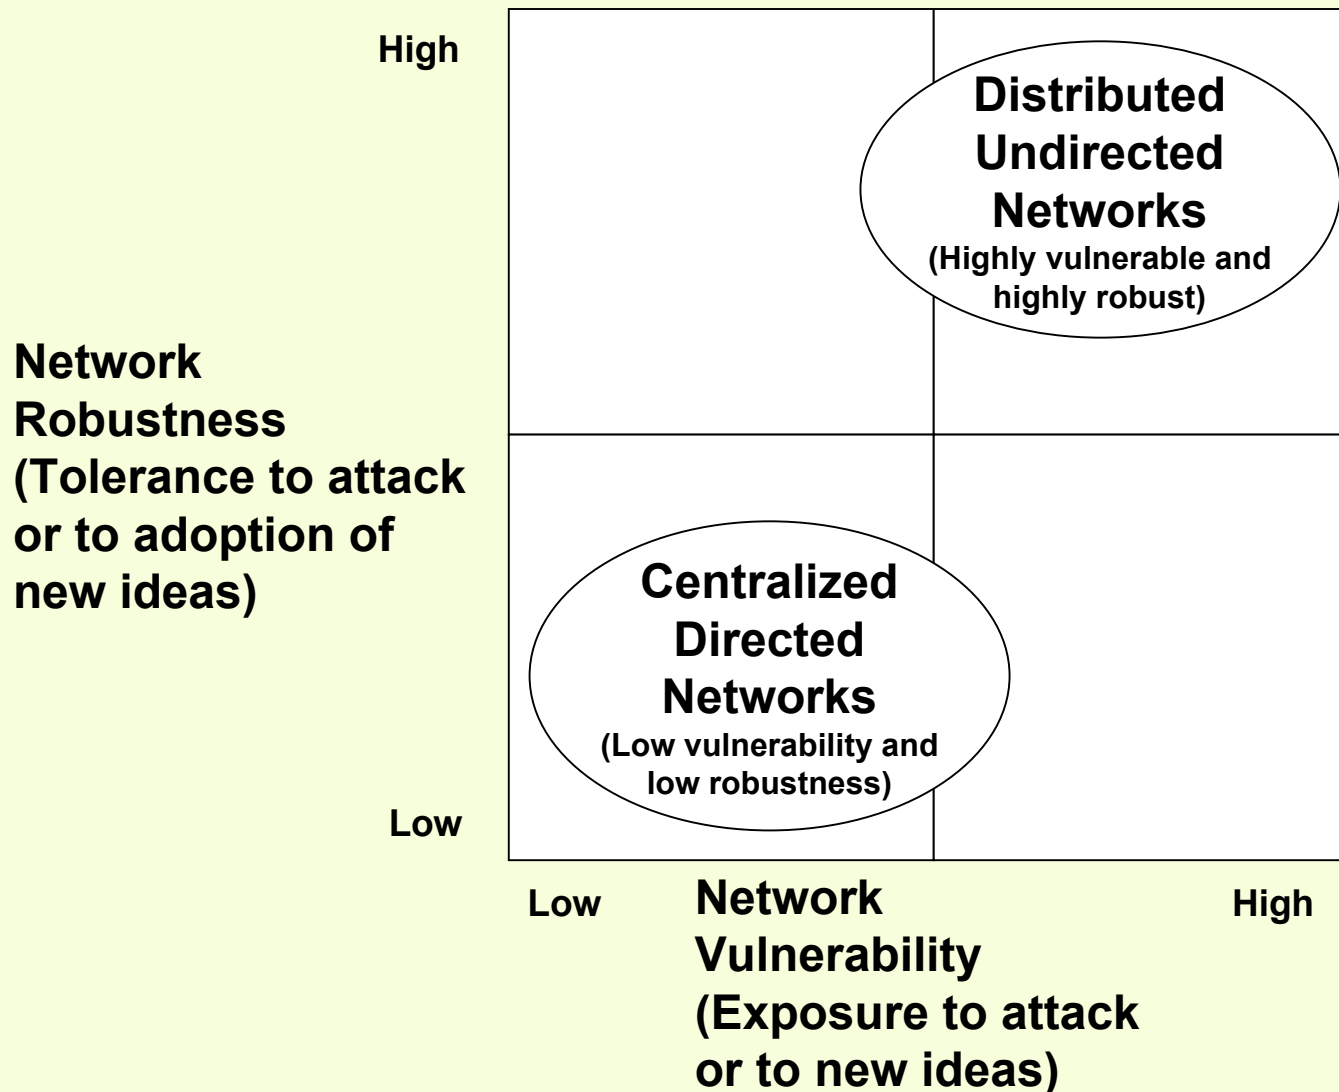 High
Distributed
Undirected
Networks
(Highly vulnerable and
highly robust)
Network
Robustness
(Tolerance to attack
or to adoption of
new ideas)
Centralized
Directed
Networks
(Low vulnerability and
low robustness)
Low
Low
Network
Vulnerability
(Exposure to attack
or to new ideas)
High